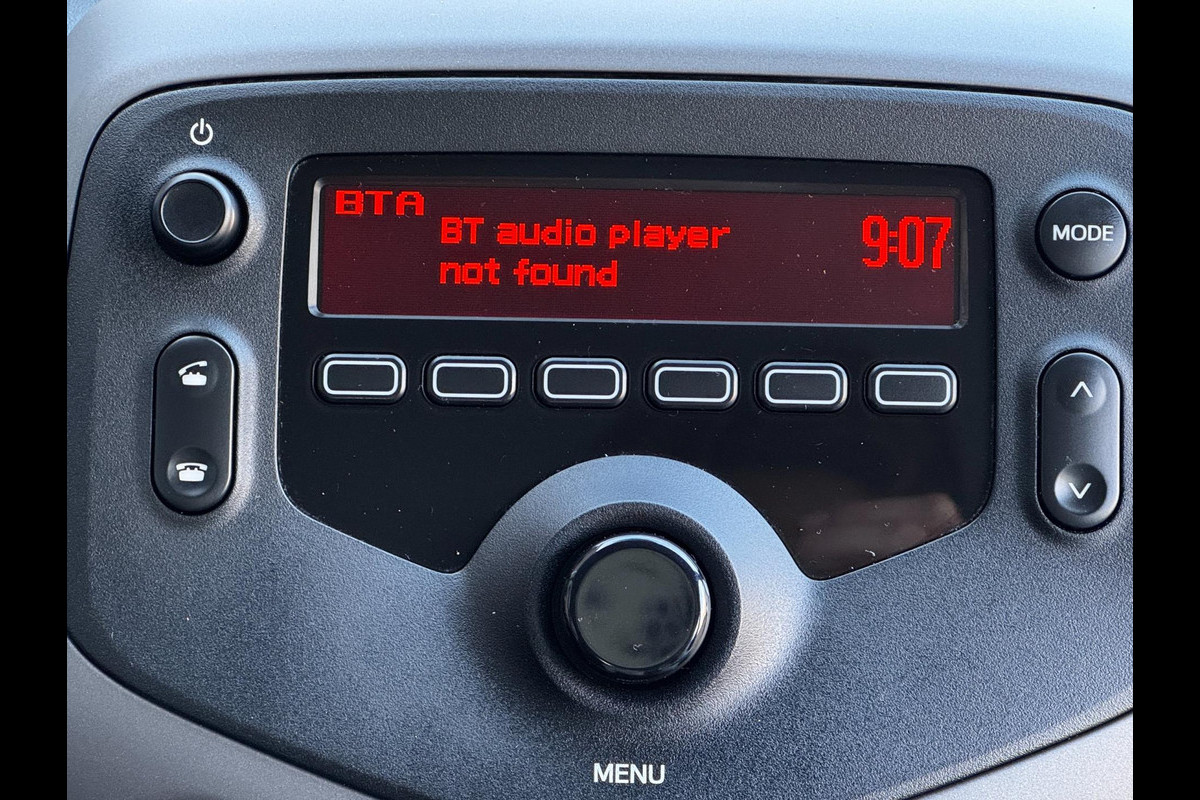 BTA
BT audio player
not found
9:07
MODE
MENU